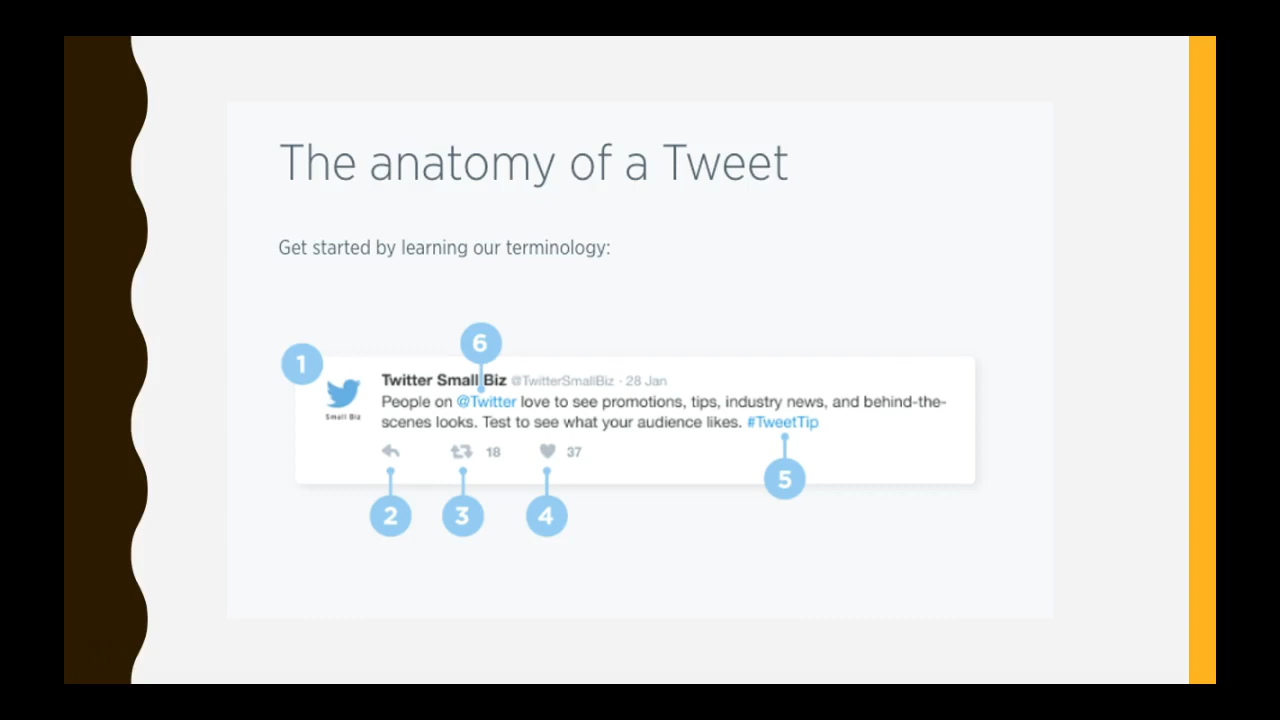 The anatomy of a Tweet
Get started by learning our terminology:
6
1
Twitter Small Biz @TwitterSmallBiz · 28 Jan
People on @Twitter love to see promotions, tips, industry news, and behind-the-
Small Biz
scenes looks. Test to see what your audience likes. #TweetTip
18 37
5
2 3 4